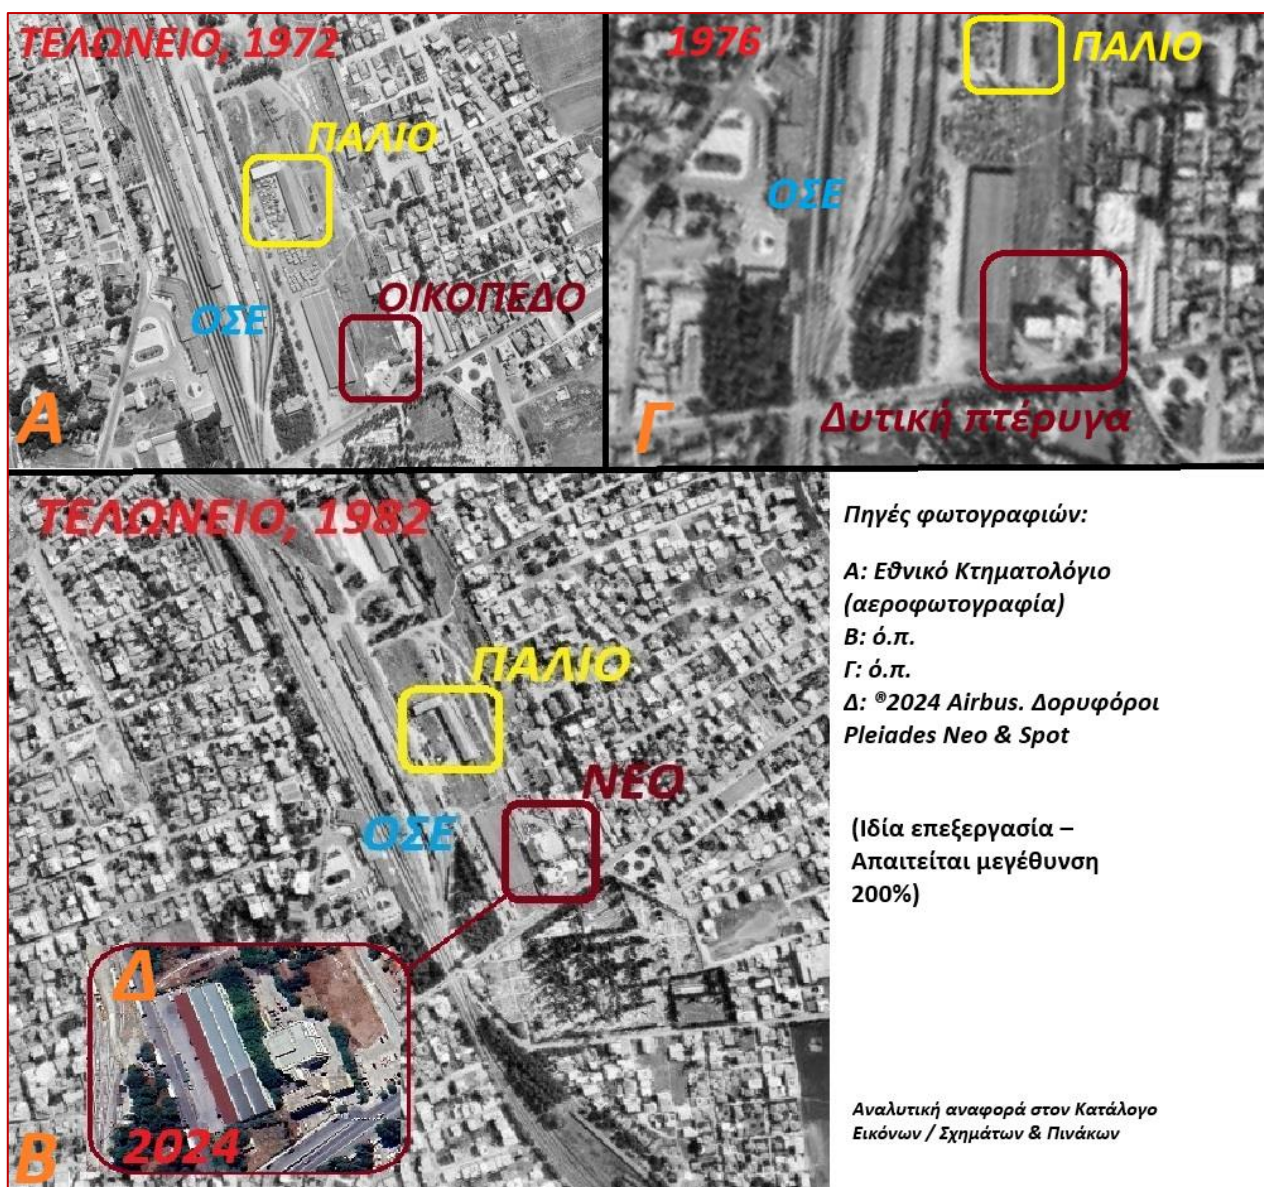 ΤΕΛΩΝΕΙΟ, 1972
ΠΑΛΙΟ
ΟΙΚΟΠΕΔΟ
ΟΣΕ
Α
1976
ΠΑΛΙΟ
ΟΣΕ
Γ
Δυτική πτέρυγα
ΤΕΛΩΝΕΙΟ, 1982
ΠΑΛΙΟ
ΝΕΟ
ΟΣΕ
Δ
2024
Β
Πηγές φωτογραφιών:
Α: Εθνικό Κτηματολόγιο
(αεροφωτογραφία)
Β: ό.π.
Γ: ό.π.
Δ: ®2024 Airbus. Δορυφόροι
Pleiades Neo & Spot
(Ιδία επεξεργασία –
Απαιτείται μεγέθυνση
200%)
Αναλυτική αναφορά στον Κατάλογο
Εικόνων / Σχημάτων & Πινάκων